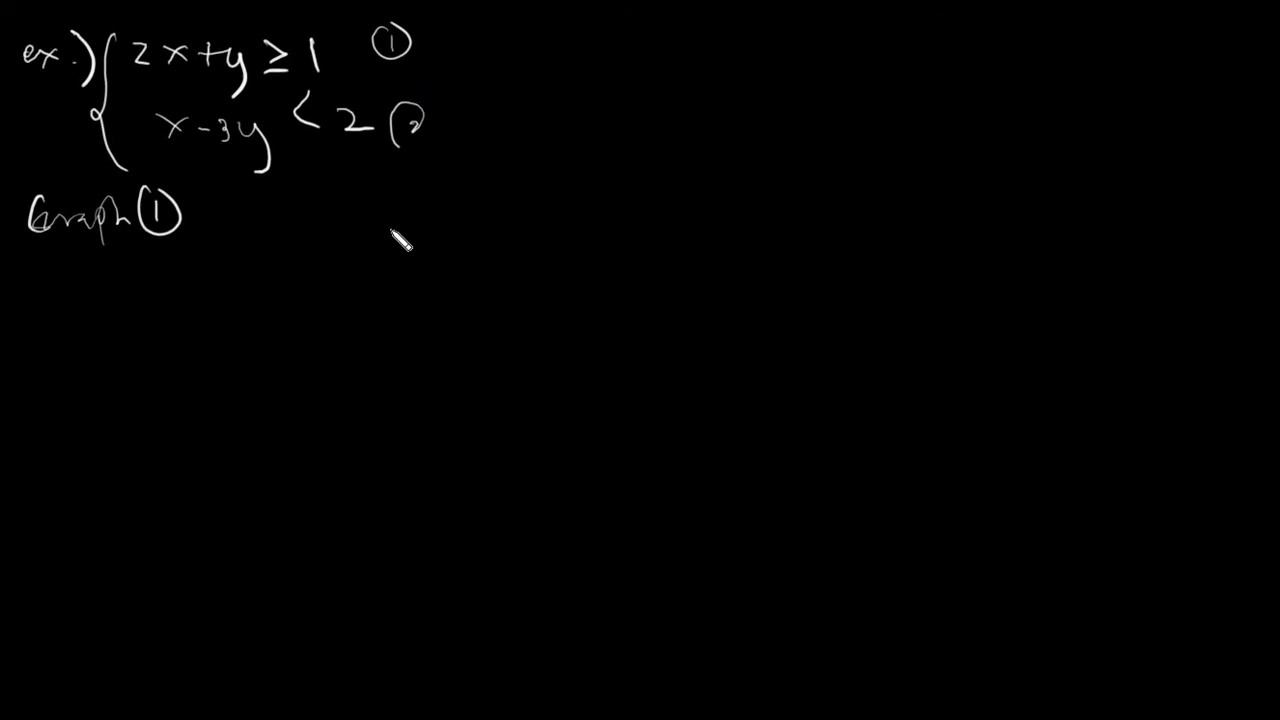 ex.) { 2x+y ≥ 1 ①
x-3y < 2 ②
Graph ①